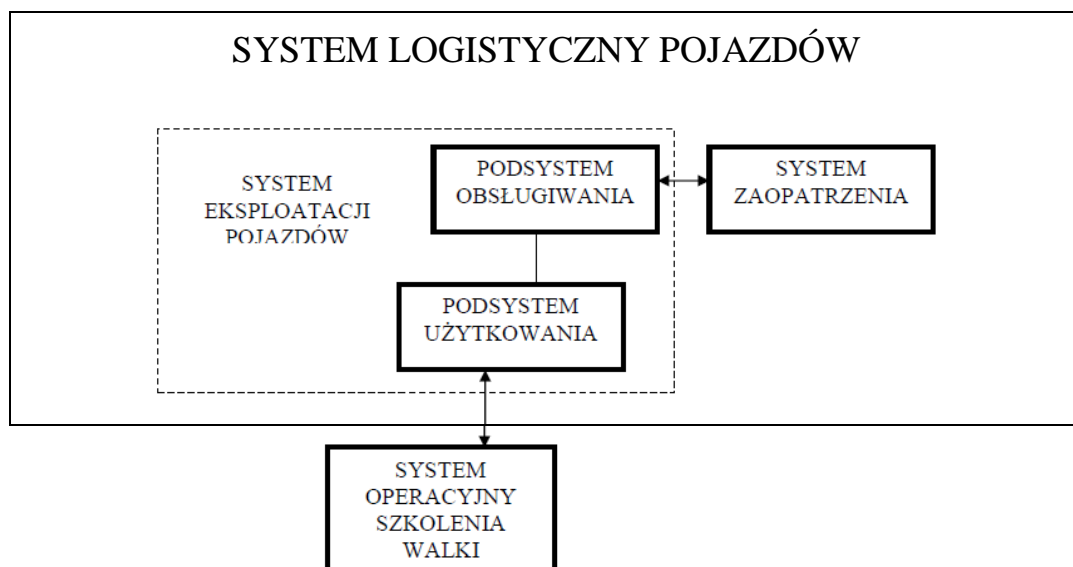 SYSTEM LOGISTYCZNY POJAZDÓW
SYSTEM
EKSPLOATACJI
POJAZDÓW
PODSYSTEM
OBSŁUGIWANIA
SYSTEM
ZAOPATRZENIA
PODSYSTEM
UŻYTKOWANIA
SYSTEM
OPERACYJNY
SZKOLENIA
WALKI